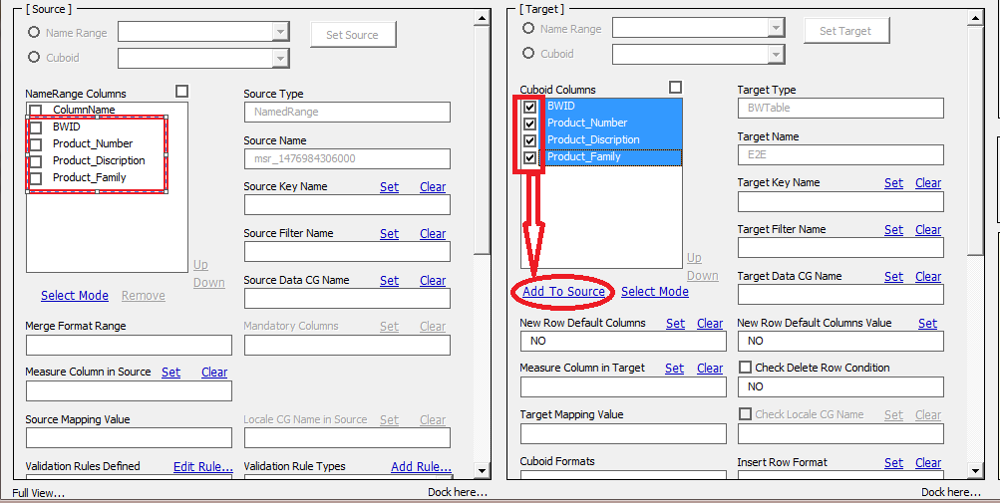 [ Source ]
Name Range
Set Source
Cuboid
NameRange Columns
ColumnName
BWID
Product_Number
Product_Discription
Product_Family
Up
Down
Select Mode Remove
Source Type
NamedRange
Source Name
msr_1476984306000
Source Key Name Set Clear
Source Filter Name Set Clear
Source Data CG Name Set Clear
Merge Format Range
Mandatory Columns Set Clear
Measure Column in Source Set Clear
Source Mapping Value
Locale CG Name in Source Set Clear
Validation Rules Defined Edit Rule...
Validation Rule Types Add Rule...
Full View...
Dock here...
[ Target ]
Name Range
Set Target
Cuboid
Cuboid Columns
BWID
Product_Number
Product_Discription
Product_Family
Up
Down
Add To Source Select Mode
Target Type
BWTable
Target Name
E2E
Target Key Name Set Clear
Target Filter Name Set Clear
Target Data CG Name Set Clear
New Row Default Columns Set Clear
NO
New Row Default Columns Value Set
NO
Measure Column in Target Set Clear
Check Delete Row Condition
NO
Target Mapping Value
Check Locale CG Name Set Clear
Cuboid Formats
Insert Row Format Set Clear
Dock here...